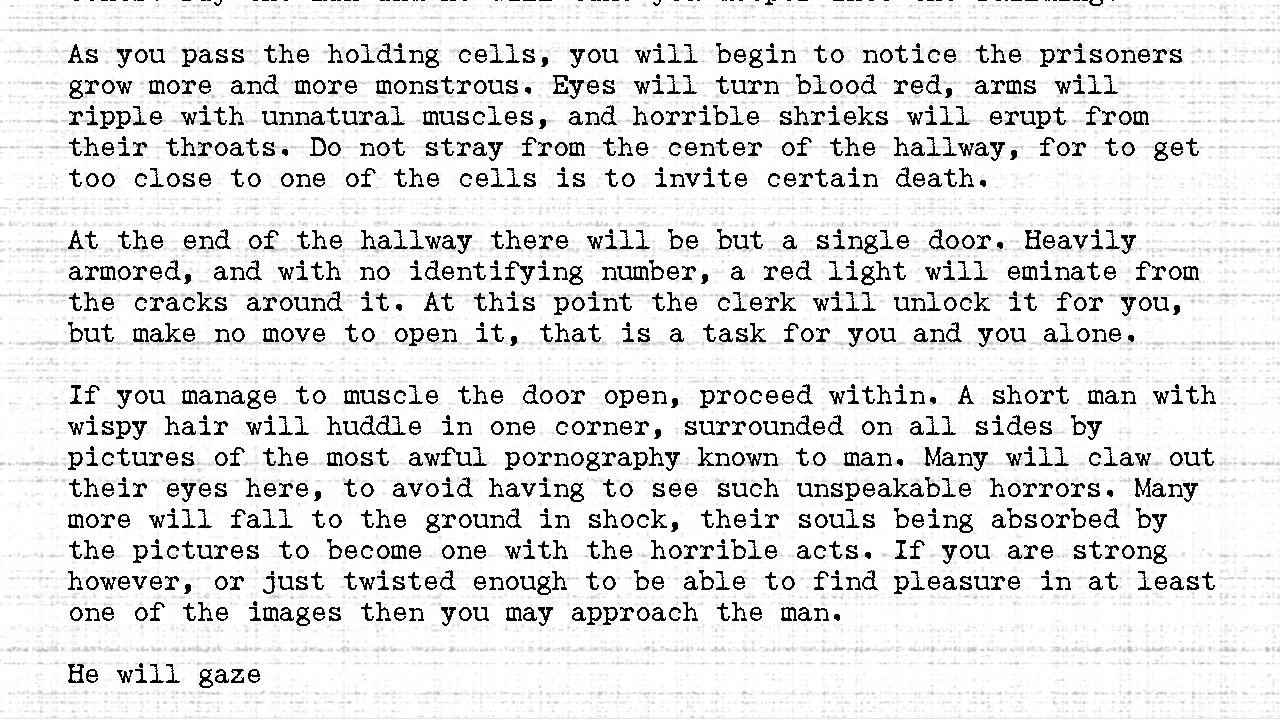 As you pass the holding cells, you will begin to notice the prisoners
grow more and more monstrous. Eyes will turn blood red, arms will
ripple with unnatural muscles, and horrible shrieks will erupt from
their throats. Do not stray from the center of the hallway, for to get
too close to one of the cells is to invite certain death.
At the end of the hallway there will be but a single door. Heavily
armored, and with no identifying number, a red light will eminate from
the cracks around it. At this point the clerk will unlock it for you,
but make no move to open it, that is a task for you and you alone.
If you manage to muscle the door open, proceed within. A short man with
wispy hair will huddle in one corner, surrounded on all sides by
pictures of the most awful pornography known to man. Many will claw out
their eyes here, to avoid having to see such unspeakable horrors. Many
more will fall to the ground in shock, their souls being absorbed by
the pictures to become one with the horrible acts. If you are strong
however, or just twisted enough to be able to find pleasure in at least
one of the images then you may approach the man.
He will gaze